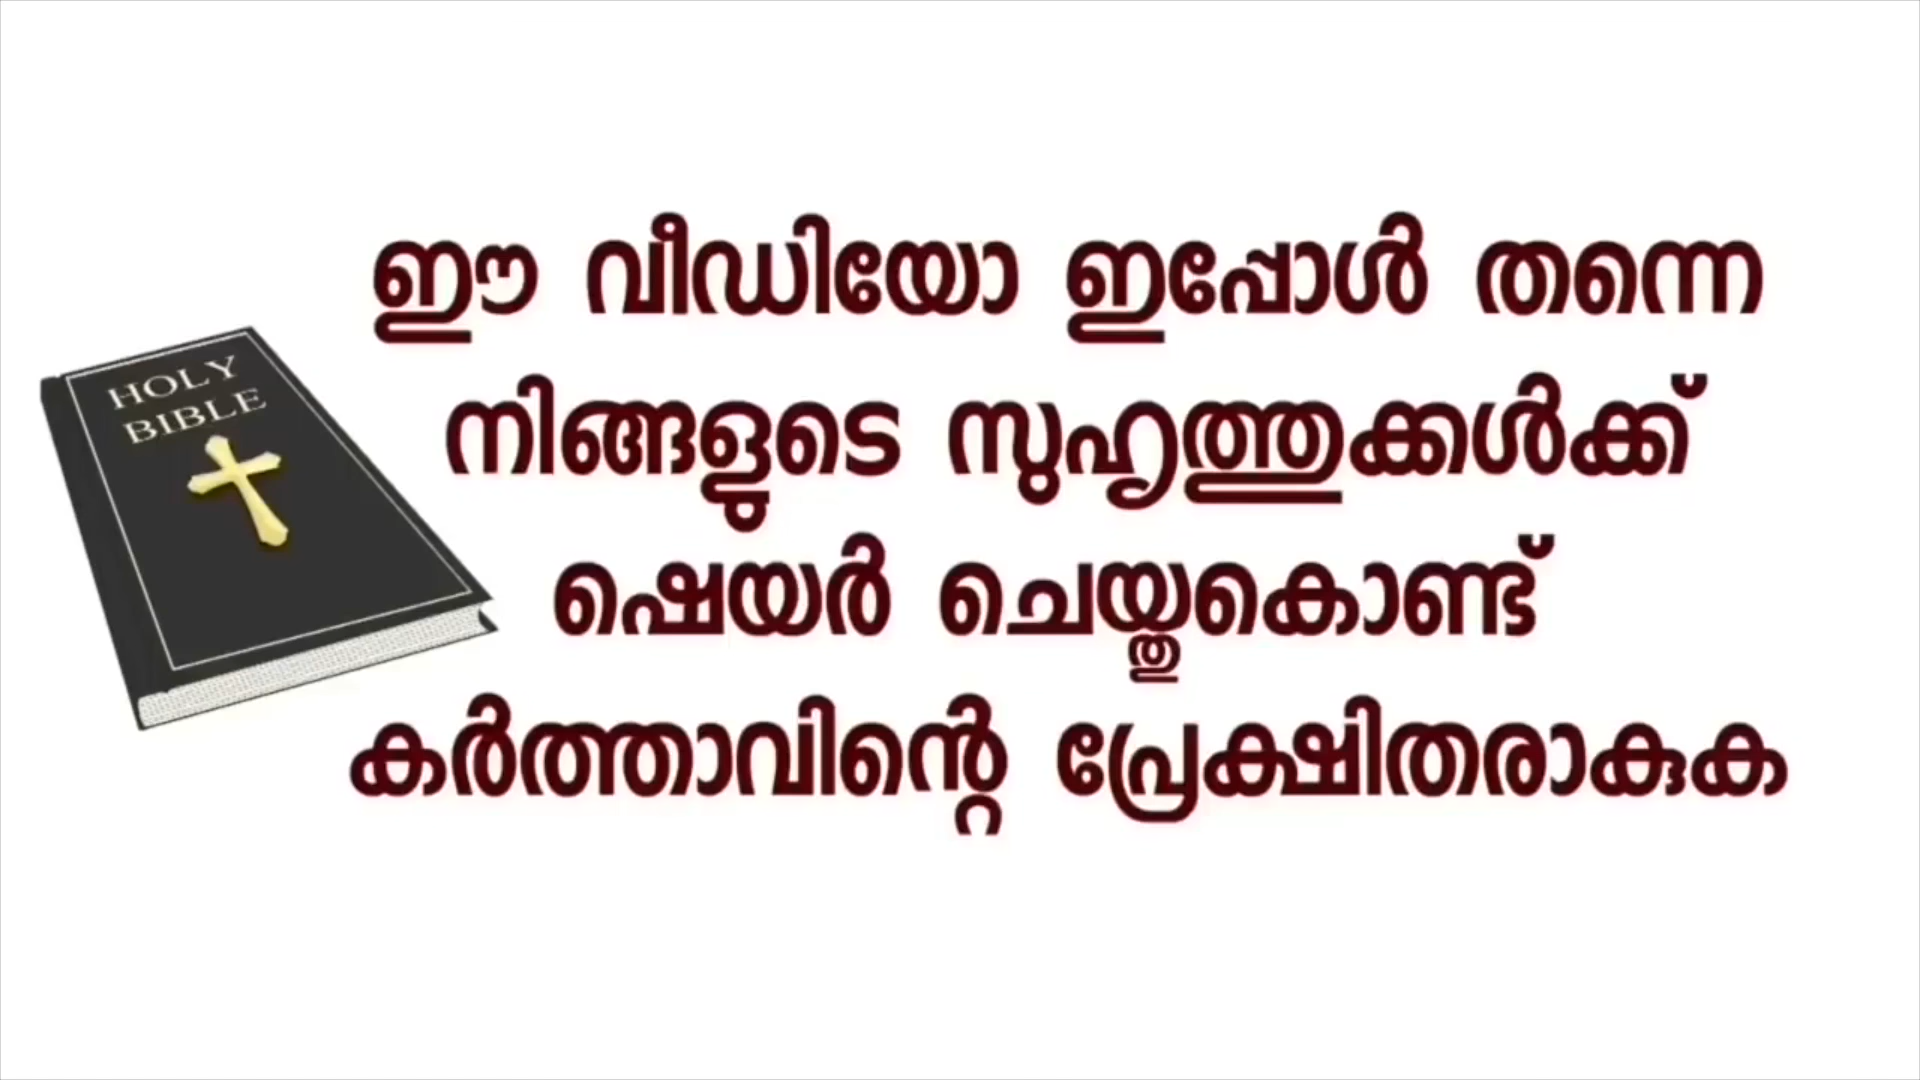 ഈ വീഡിയോ ഇപ്പോൾ തന്നെ
നിങ്ങളുടെ സുഹൃത്തുക്കൾക്ക്
ഷെയർ ചെയ്തുകൊണ്ട്
കർത്താവിന്റെ പ്രേക്ഷിതരാകുക
HOLY
BIBLE